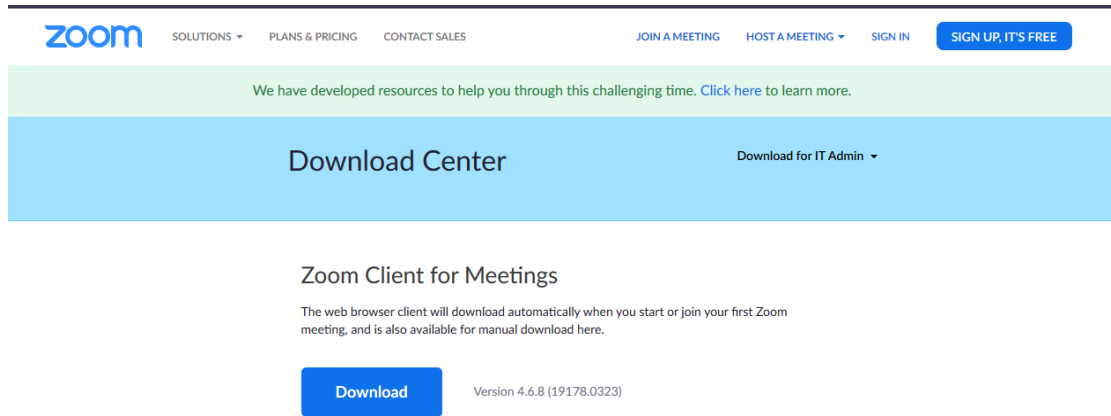 zoom SOLUTIONS PLANS & PRICING CONTACT SALES JOIN A MEETING HOST A MEETING SIGN IN SIGN UP, IT'S FREE
We have developed resources to help you through this challenging time. Click here to learn more.
Download Center Download for IT Admin
Zoom Client for Meetings
The web browser client will download automatically when you start or join your first Zoom
meeting, and is also available for manual download here.
Download Version 4.6.8 (19178.0323)